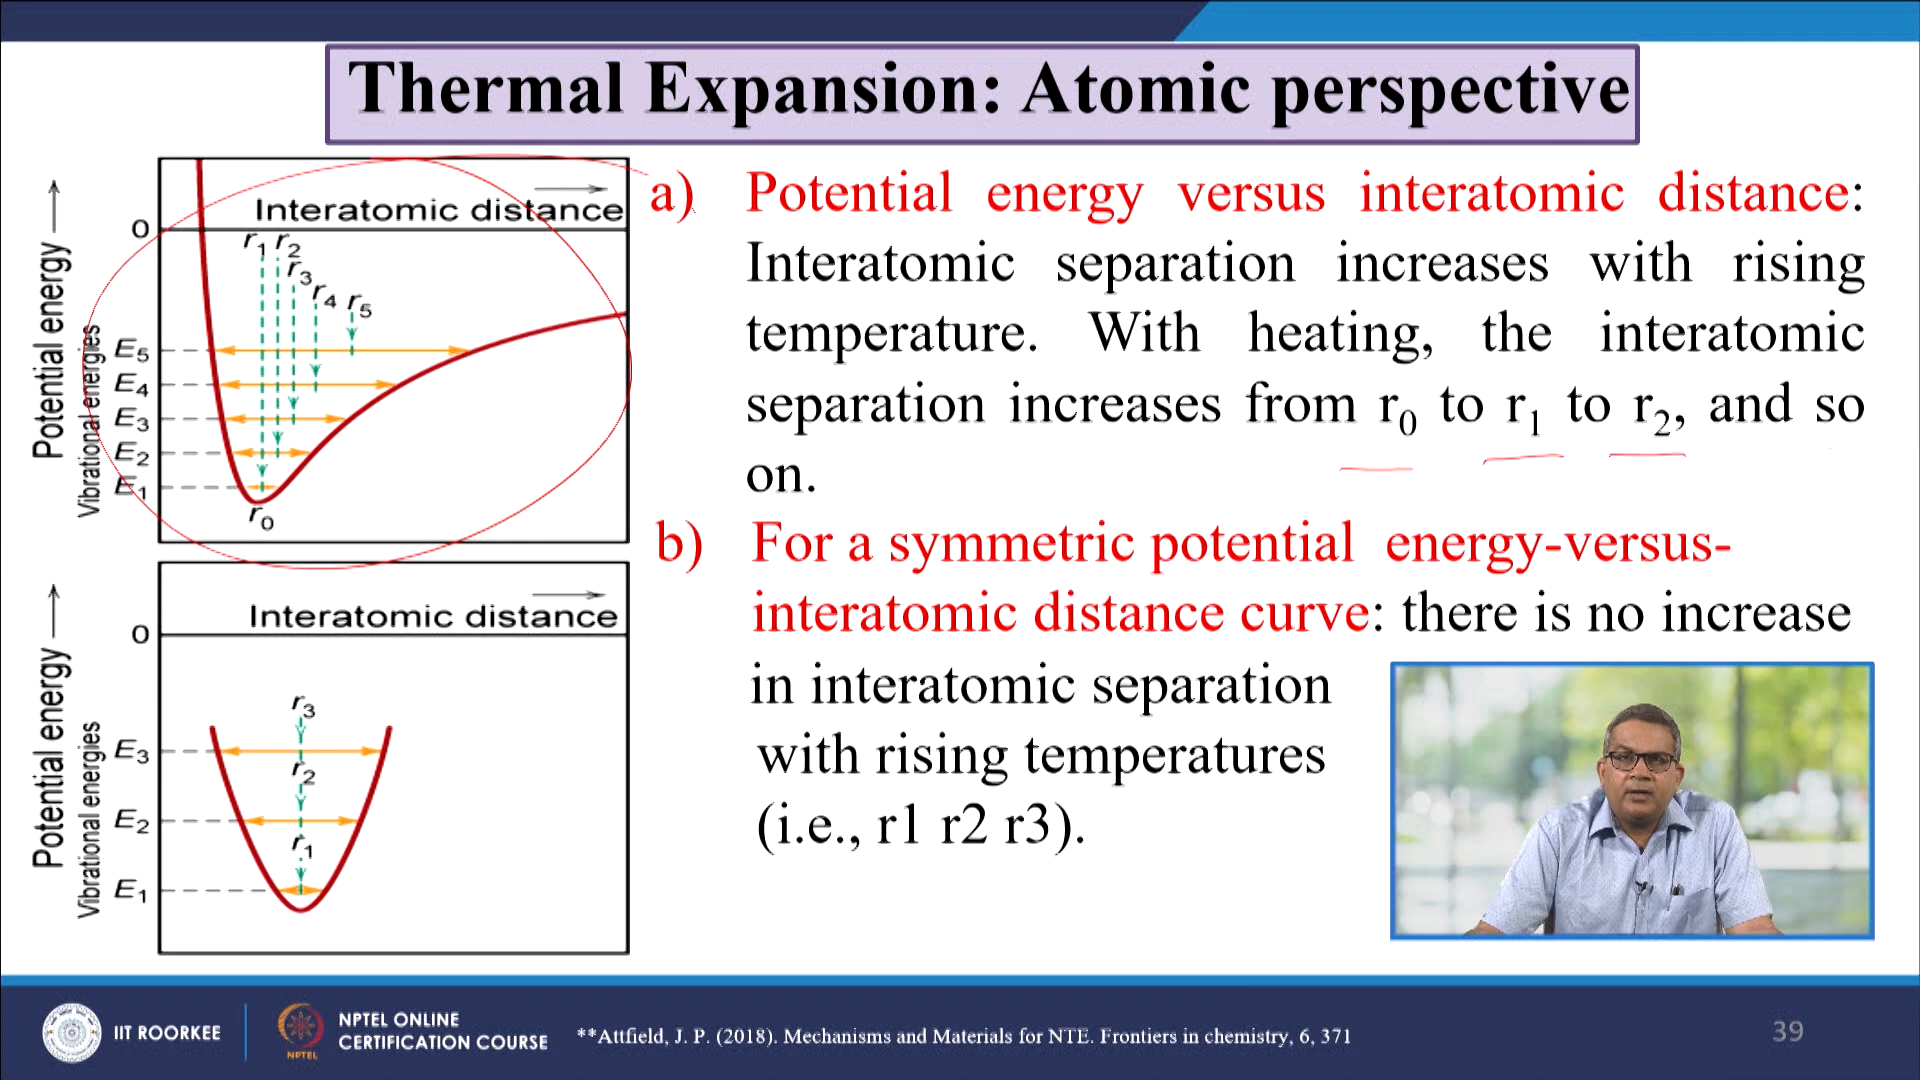 Thermal Expansion: Atomic perspective
Potential energy
Vibrational energies
0
Interatomic distance
r1 r2
r3
r4 r5
E5
E4
E3
E2
E1
r0
a) Potential energy versus interatomic distance:
Interatomic separation increases with rising
temperature. With heating, the interatomic
separation increases from r0 to r1 to r2, and so
on.
Potential energy
Vibrational energies
0
Interatomic distance
r3
E3
r2
E2
r1
E1
b) For a symmetric potential energy-versus-
interatomic distance curve: there is no increase
in interatomic separation
with rising temperatures
(i.e., r1 r2 r3).
IIT ROORKEE
NPTEL
NPTEL ONLINE
CERTIFICATION COURSE
**Attfield, J. P. (2018). Mechanisms and Materials for NTE. Frontiers in chemistry, 6, 371
39